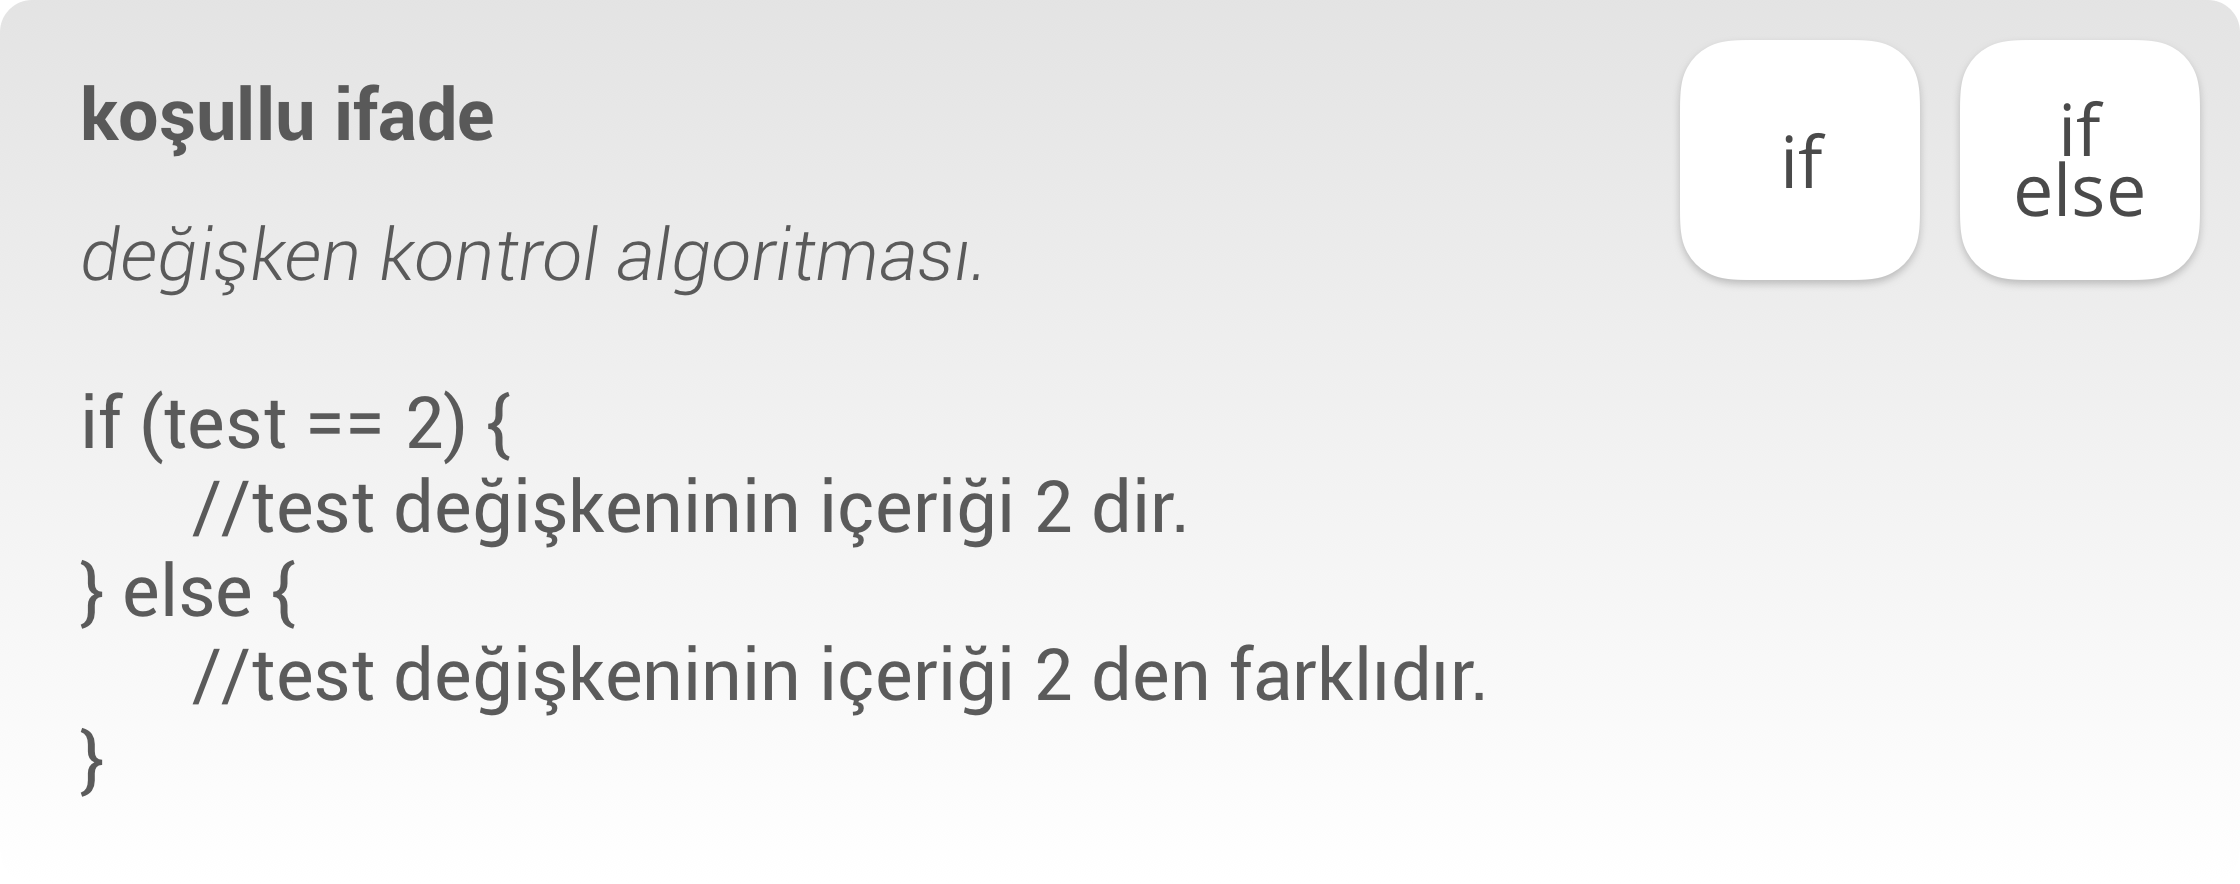 koşullu ifade
değişken kontrol algoritması.
if
if
else
if (test == 2) {
//test değişkeninin içeriği 2 dir.
} else {
//test değişkeninin içeriği 2 den farklıdır.
}